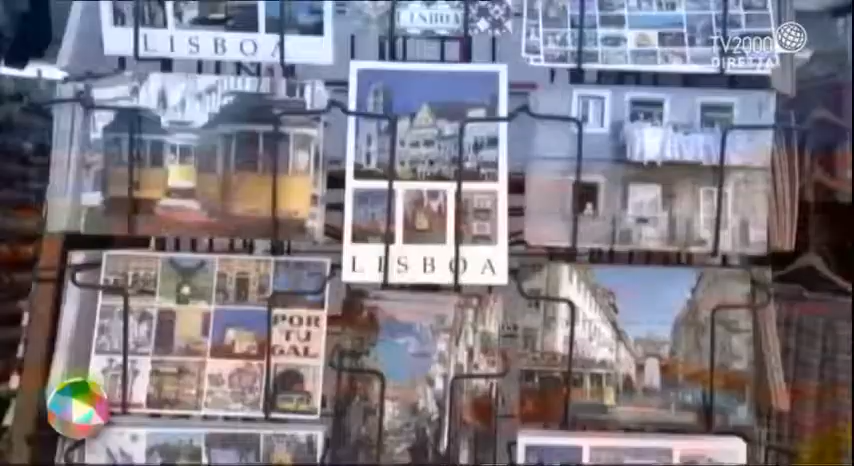 LISBOA
LISBOA
TV2000
DIRETTA
LISBOA
POR
TU
GAL